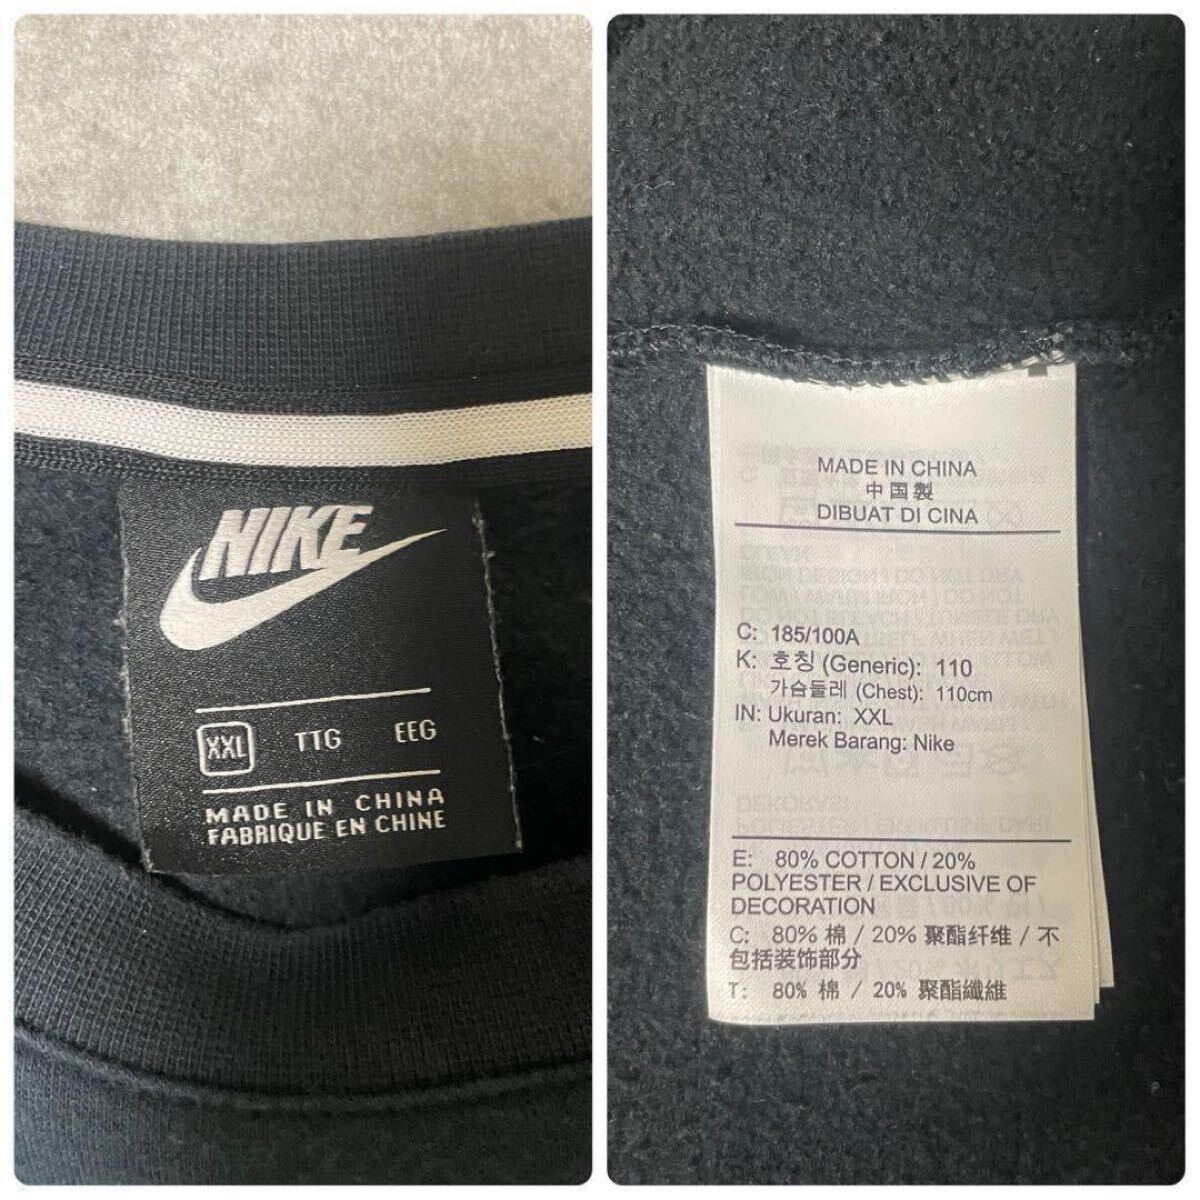 NIKE
XXL TTG EEG
MADE IN CHINA
FABRIQUE EN CHINE
MADE IN CHINA
中国製
DIBUAT DI CINA
C: 185/100A
K: 호칭 (Generic): 110
가슴둘레 (Chest): 110cm
IN: Ukuran: XXL
Merek Barang: Nike
E: 80% COTTON / 20%
POLYESTER / EXCLUSIVE OF
DECORATION
C: 80% 棉 / 20% 聚酯纤维 / 不
包括装饰部分
T: 80% 棉 / 20% 聚酯纖維